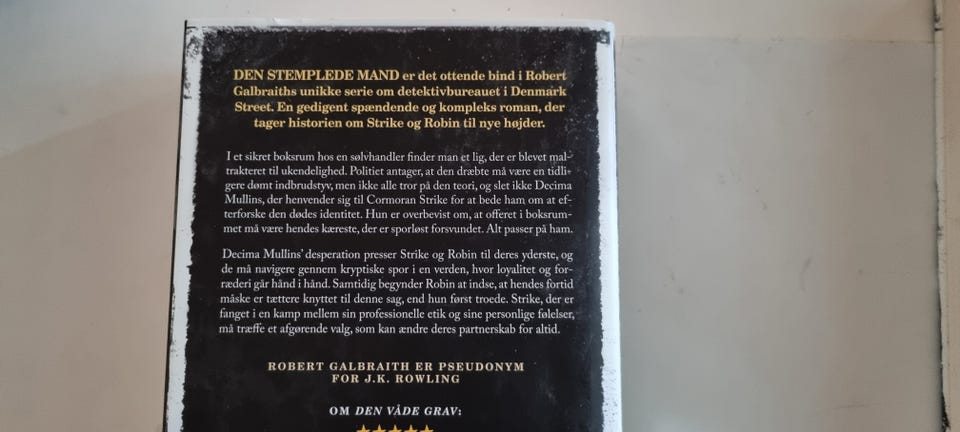 DEN STEMPLEDE MAND er det ottende bind i Robert
Galbraiths unikke serie om detektivbureauet i Denmark
Street. En gedigent spændende og kompleks roman, der
tager historien om Strike og Robin til nye højder.
I et sikret boksrum hos en sølvhandler finder man et lig, der er blevet mal-
trakteret til ukendelighed. Politiet antager, at den dræbte må være en tidli-
gere dømt indbrudstyv, men ikke alle tror på den teori, og slet ikke Decima
Mullins, der henvender sig til Cormoran Strike for at bede ham om at ef-
terforske den dødes identitet. Hun er overbevist om, at offeret i boksrum-
met må være hendes kæreste, der er sporløst forsvundet. Alt passer på ham.
Decima Mullins' desperation presser Strike og Robin til deres yderste, og
de må navigere gennem kryptiske spor i en verden, hvor loyalitet og for-
ræderi går hånd i hånd. Samtidig begynder Robin at indse, at hendes fortid
måske er tættere knyttet til denne sag, end hun først troede. Strike, der er
fanget i en kamp mellem sin professionelle etik og sine personlige følelser,
må træffe et afgørende valg, som kan ændre deres partnerskab for altid.
ROBERT GALBRAITH ER PSEUDONYM
FOR J.K. ROWLING
OM DEN VÅDE GRAV: